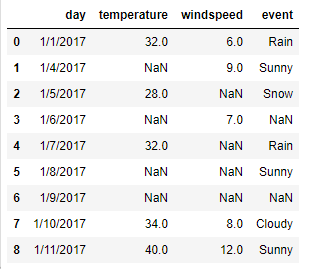 day temperature windspeed event
0 1/1/2017 32.0 6.0 Rain
1 1/4/2017 NaN 9.0 Sunny
2 1/5/2017 28.0 NaN Snow
3 1/6/2017 NaN 7.0 NaN
4 1/7/2017 32.0 NaN Rain
5 1/8/2017 NaN NaN Sunny
6 1/9/2017 NaN NaN NaN
7 1/10/2017 34.0 8.0 Cloudy
8 1/11/2017 40.0 12.0 Sunny